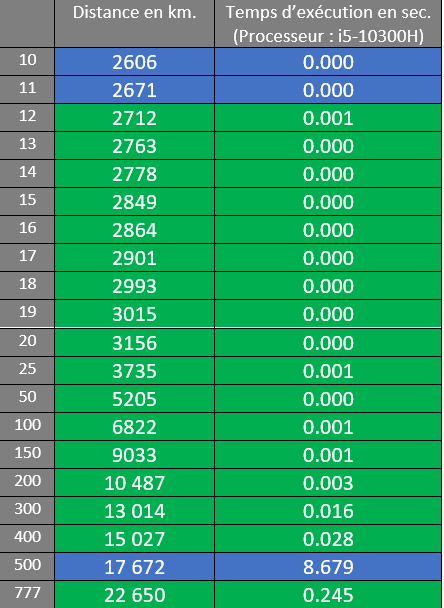 Distance en km. Temps d’exécution en sec.
(Processeur : i5-10300H)
10 2606 0.000
11 2671 0.000
12 2712 0.001
13 2763 0.000
14 2778 0.000
15 2849 0.000
16 2864 0.000
17 2901 0.000
18 2993 0.000
19 3015 0.000
20 3156 0.000
25 3735 0.001
50 5205 0.000
100 6822 0.001
150 9033 0.001
200 10 487 0.003
300 13 014 0.016
400 15 027 0.028
500 17 672 8.679
777 22 650 0.245